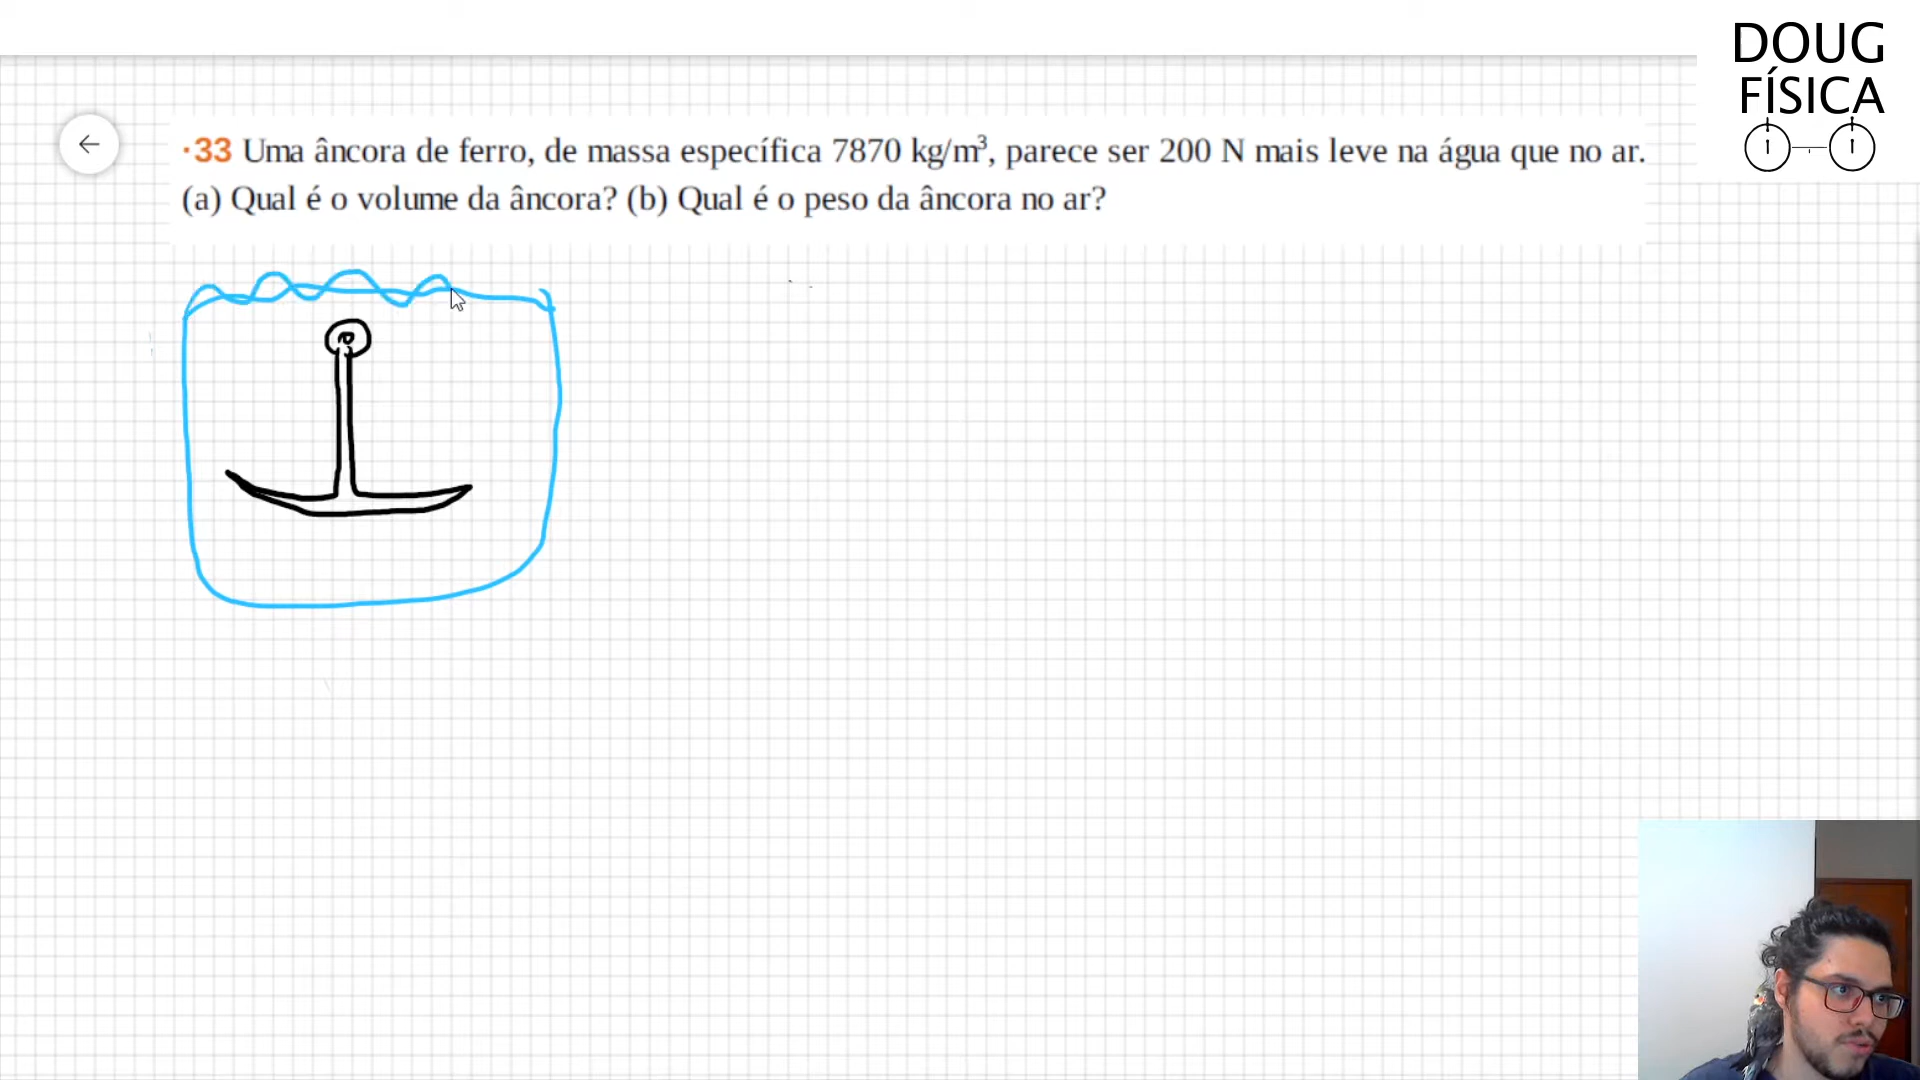 DOUG
FÍSICA
·33 Uma âncora de ferro, de massa específica 7870 kg/m³, parece ser 200 N mais leve na água que no ar.
(a) Qual é o volume da âncora? (b) Qual é o peso da âncora no ar?